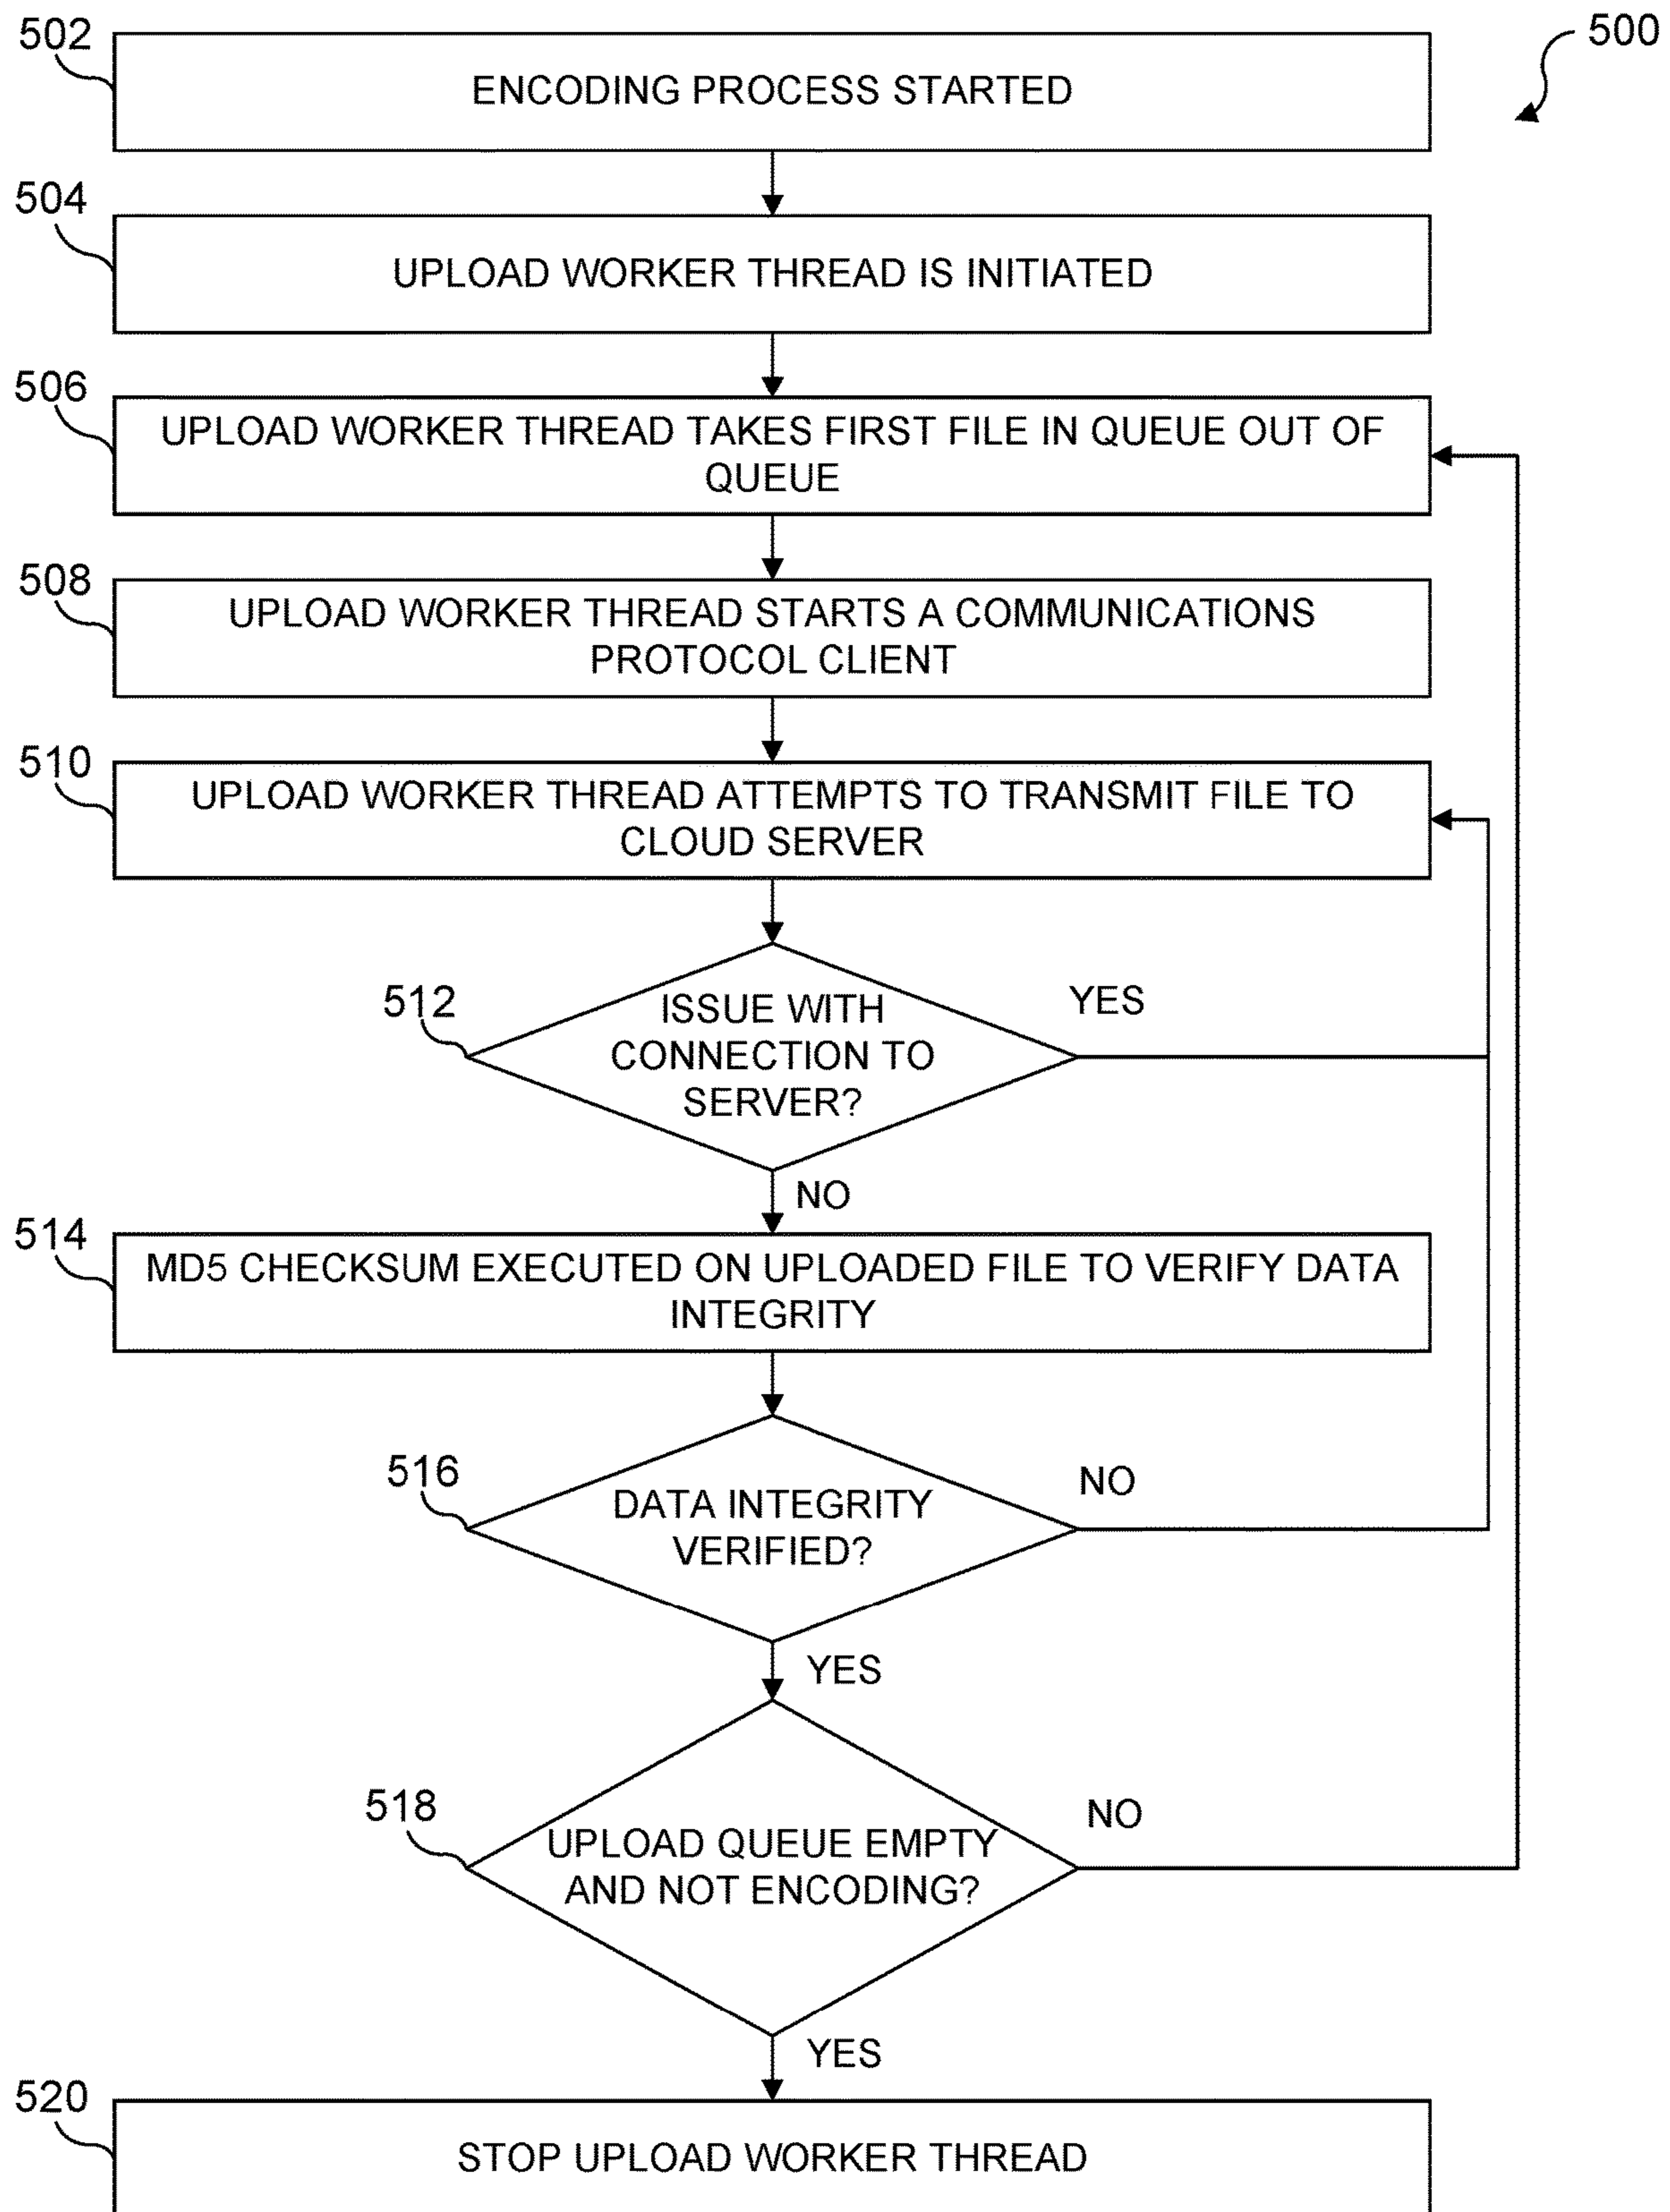 500
502
ENCODING PROCESS STARTED
504
UPLOAD WORKER THREAD IS INITIATED
506
UPLOAD WORKER THREAD TAKES FIRST FILE IN QUEUE OUT OF
QUEUE
508
UPLOAD WORKER THREAD STARTS A COMMUNICATIONS
PROTOCOL CLIENT
510
UPLOAD WORKER THREAD ATTEMPTS TO TRANSMIT FILE TO
CLOUD SERVER
512
ISSUE WITH
CONNECTION TO
SERVER?
YES
NO
514
MD5 CHECKSUM EXECUTED ON UPLOADED FILE TO VERIFY DATA
INTEGRITY
516
DATA INTEGRITY
VERIFIED?
NO
YES
518
UPLOAD QUEUE EMPTY
AND NOT ENCODING?
NO
YES
520
STOP UPLOAD WORKER THREAD